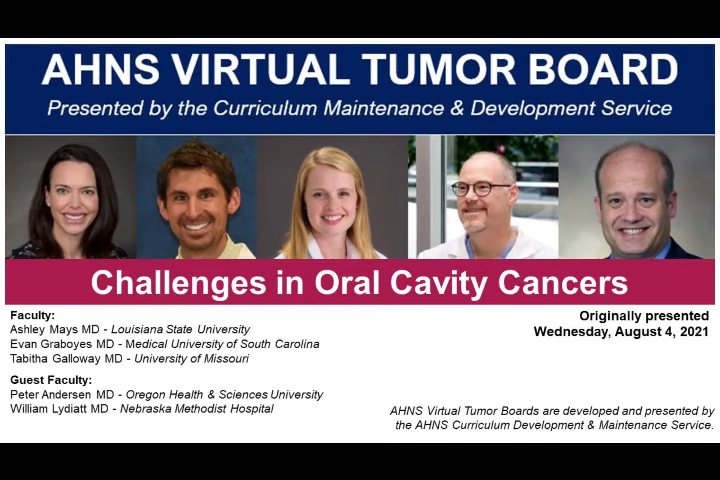 AHNS VIRTUAL TUMOR BOARD
Presented by the Curriculum Maintenance & Development Service
Challenges in Oral Cavity Cancers
Faculty:
Ashley Mays MD - Louisiana State University
Evan Graboyes MD - Medical University of South Carolina
Tabitha Galloway MD - University of Missouri
Guest Faculty:
Peter Andersen MD - Oregon Health & Sciences University
William Lydiatt MD - Nebraska Methodist Hospital
Originally presented
Wednesday, August 4, 2021
AHNS Virtual Tumor Boards are developed and presented by
the AHNS Curriculum Development & Maintenance Service.